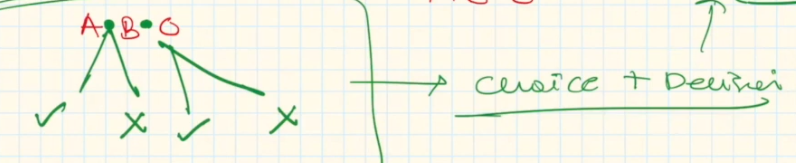 A B C
✓ X ✓ X
choice + Decision